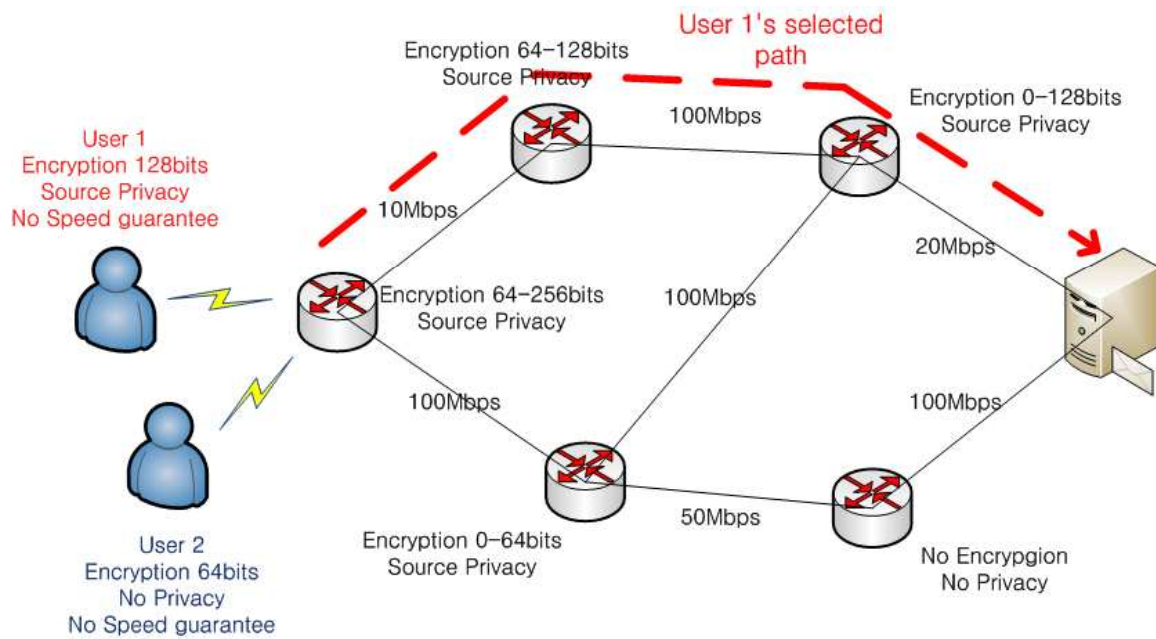 User 1's selected
path
Encryption 64-128bits
Source Privacy
100Mbps
Encryption 0-128bits
Source Privacy
User 1
Encryption 128bits
Source Privacy
No Speed guarantee
10Mbps
20Mbps
Encryption 64-256bits
Source Privacy
100Mbps
100Mbps
100Mbps
50Mbps
Encryption 0-64bits
Source Privacy
No Encrypgion
No Privacy
User 2
Encryption 64bits
No Privacy
No Speed guarantee